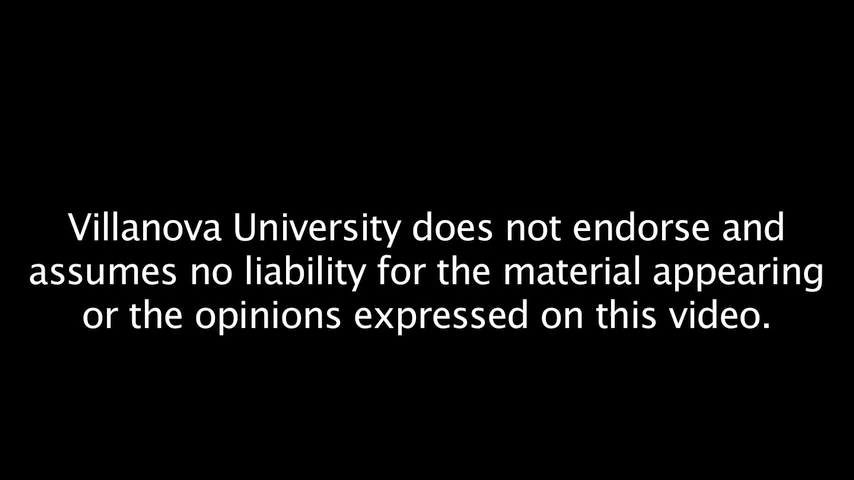 Villanova University does not endorse and
assumes no liability for the material appearing
or the opinions expressed on this video.